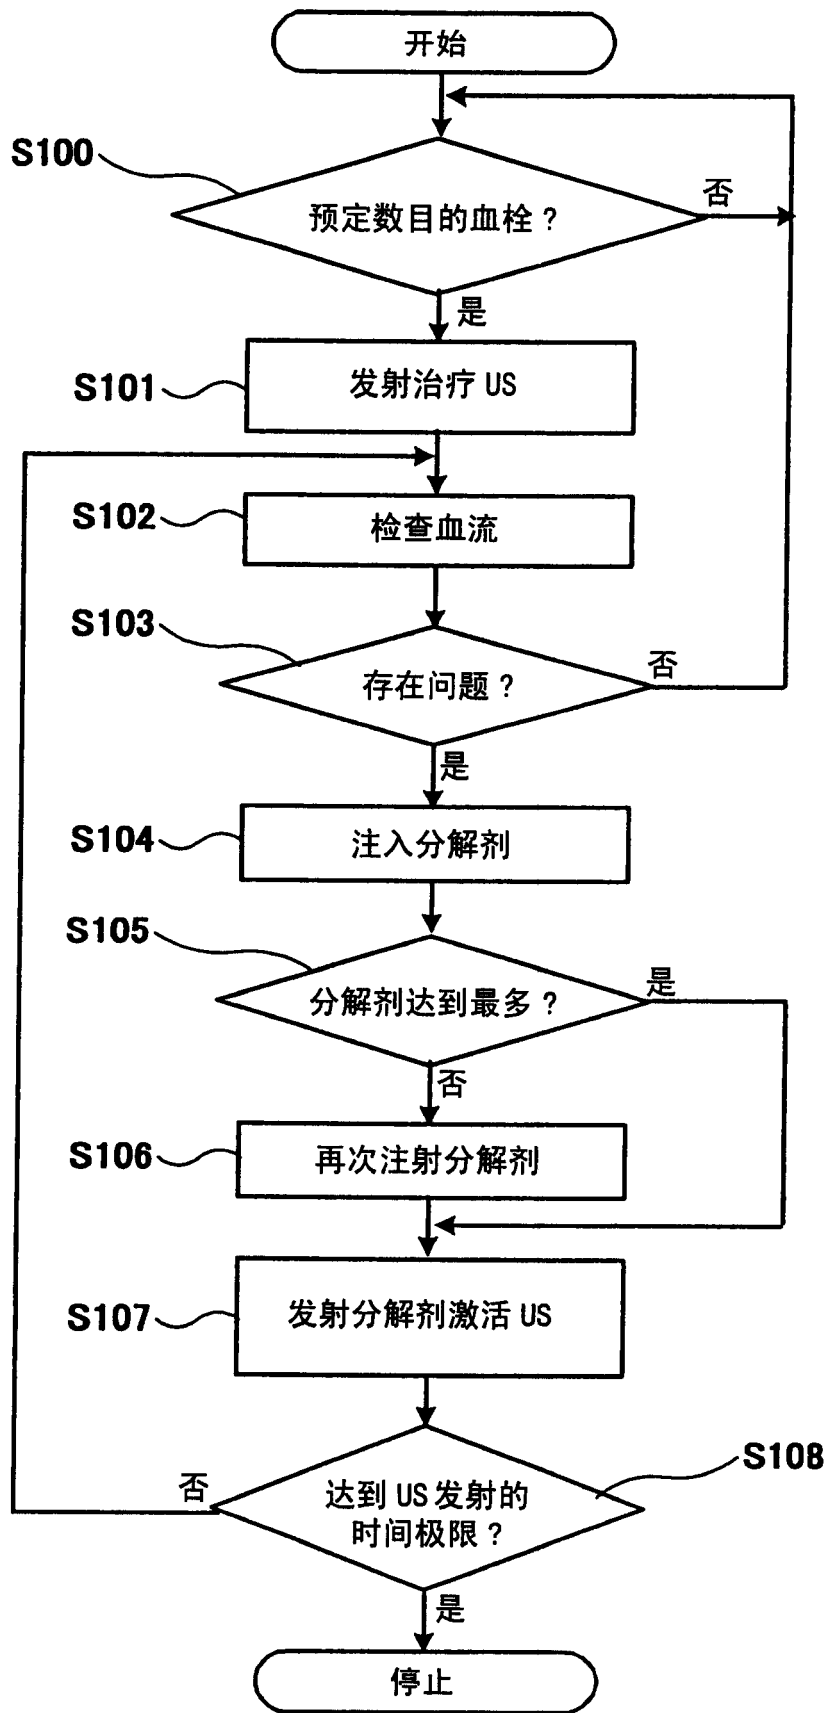 开始
S100
预定数目的血栓?
否
是
S101
发射治疗 US
S102
检查血流
S103
存在问题?
否
是
S104
注入分解剂
S105
分解剂达到最多?
是
否
S106
再次注射分解剂
S107
发射分解剂激活 US
S108
否
达到 US 发射的
时间极限?
是
停止